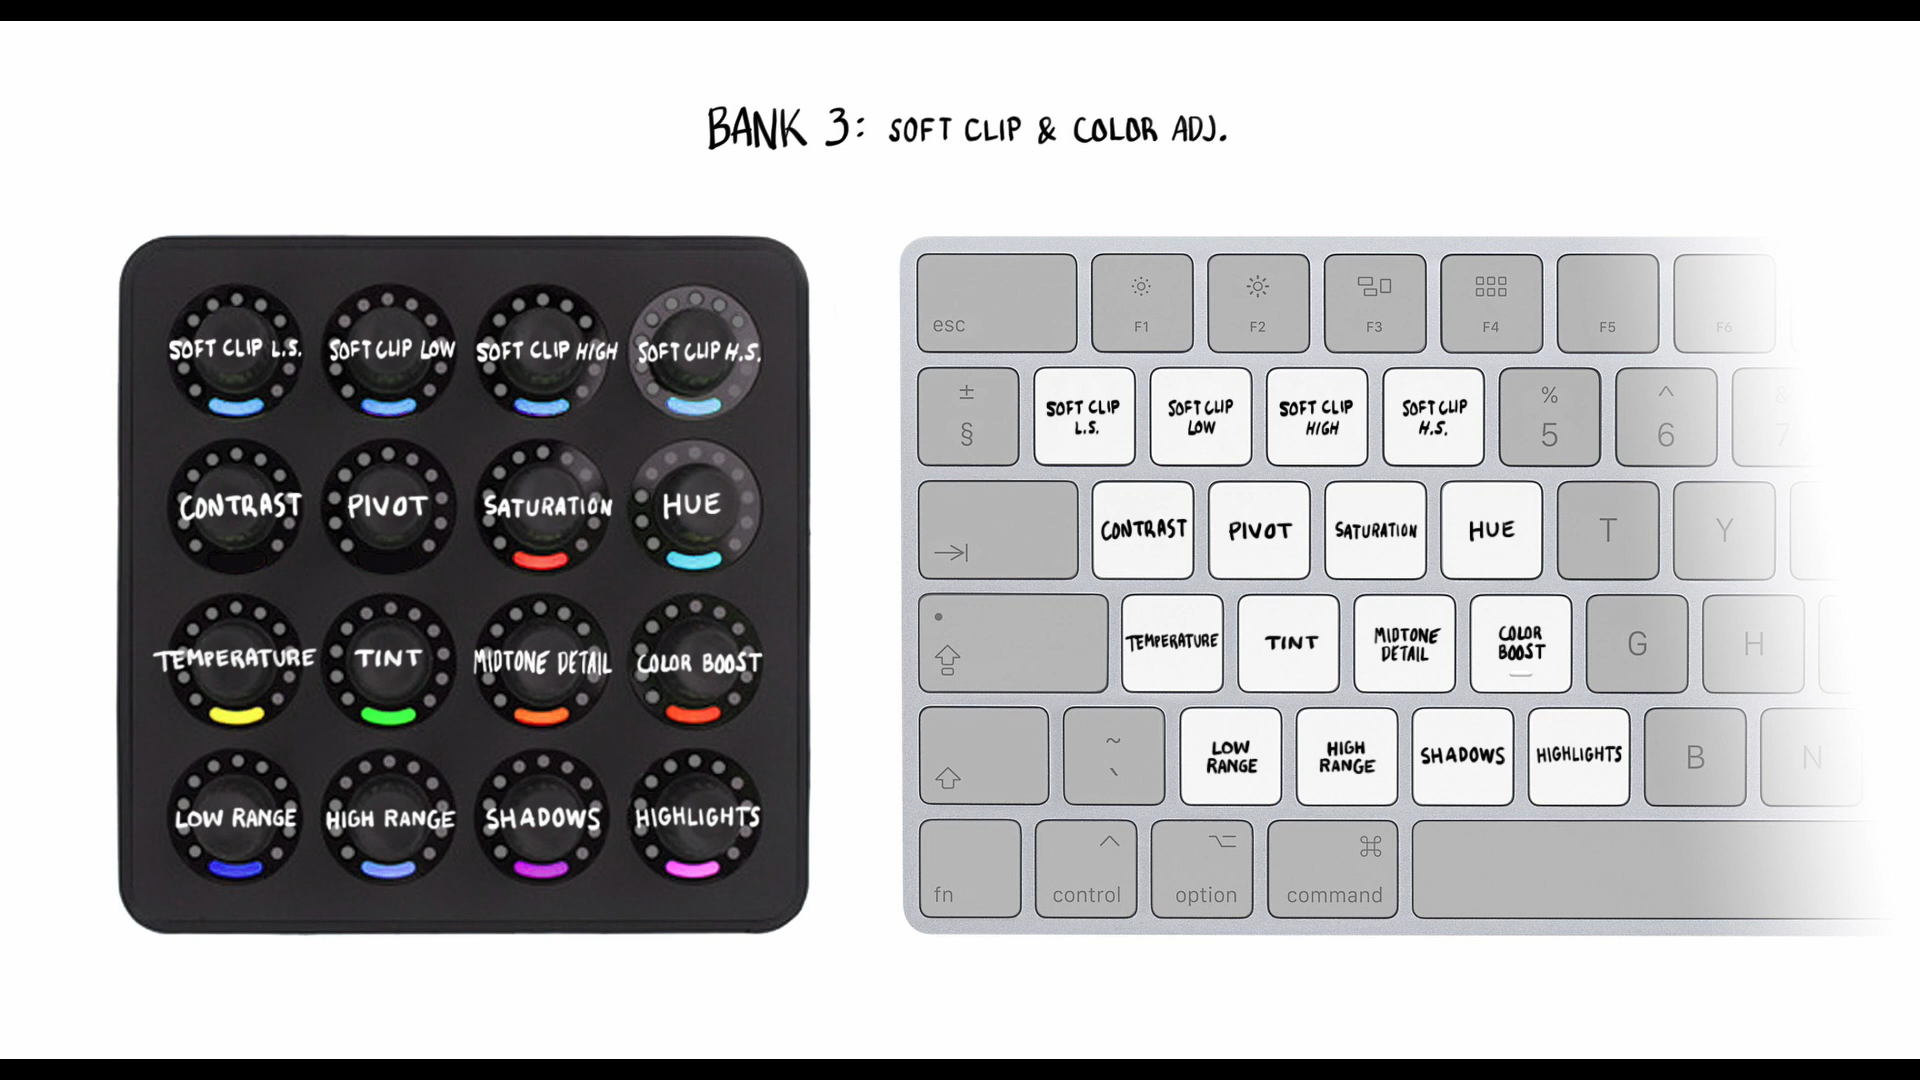 BANK 3: SOFT CLIP & COLOR ADJ.
SOFT CLIP L.S. SOFT CLIP LOW SOFT CLIP HIGH SOFT CLIP H.S.
CONTRAST PIVOT SATURATION HUE
TEMPERATURE TINT MIDTONE DETAIL COLOR BOOST
LOW RANGE HIGH RANGE SHADOWS HIGHLIGHTS
esc F1 F2 F3 F4 F5 F6
± § 
SOFT CLIP
L.S.
SOFT CLIP
LOW
SOFT CLIP
HIGH
SOFT CLIP
H.S.
% 5
^ 6
& 7
CONTRAST PIVOT SATURATION HUE T Y
TEMPERATURE TINT
MIDTONE
DETAIL
COLOR
BOOST
G H
~ `
LOW
RANGE
HIGH
RANGE
SHADOWS HIGHLIGHTS B N
fn control option command